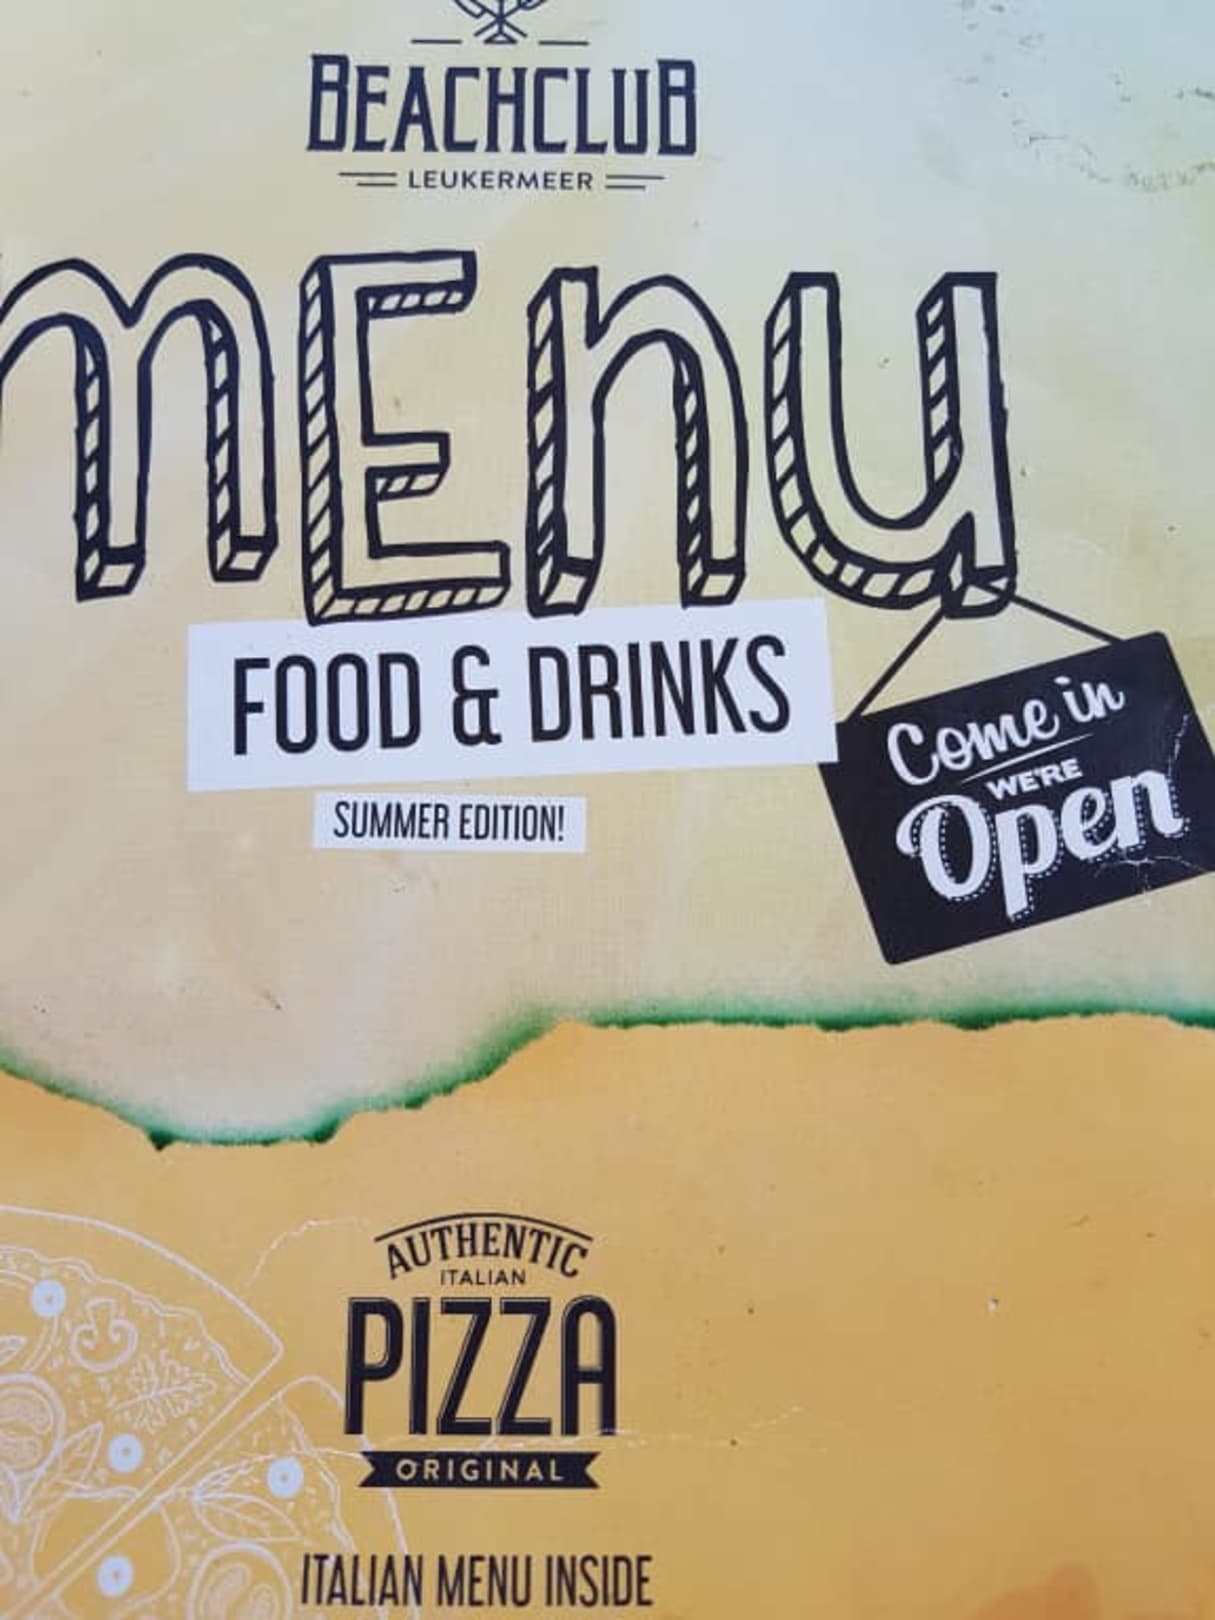 BEACHCLUB
LEUKERMEER
mEnu
FOOD & DRINKS
SUMMER EDITION!
Come in
WE'RE
Open
AUTHENTIC
ITALIAN
PIZZA
ORIGINAL
ITALIAN MENU INSIDE